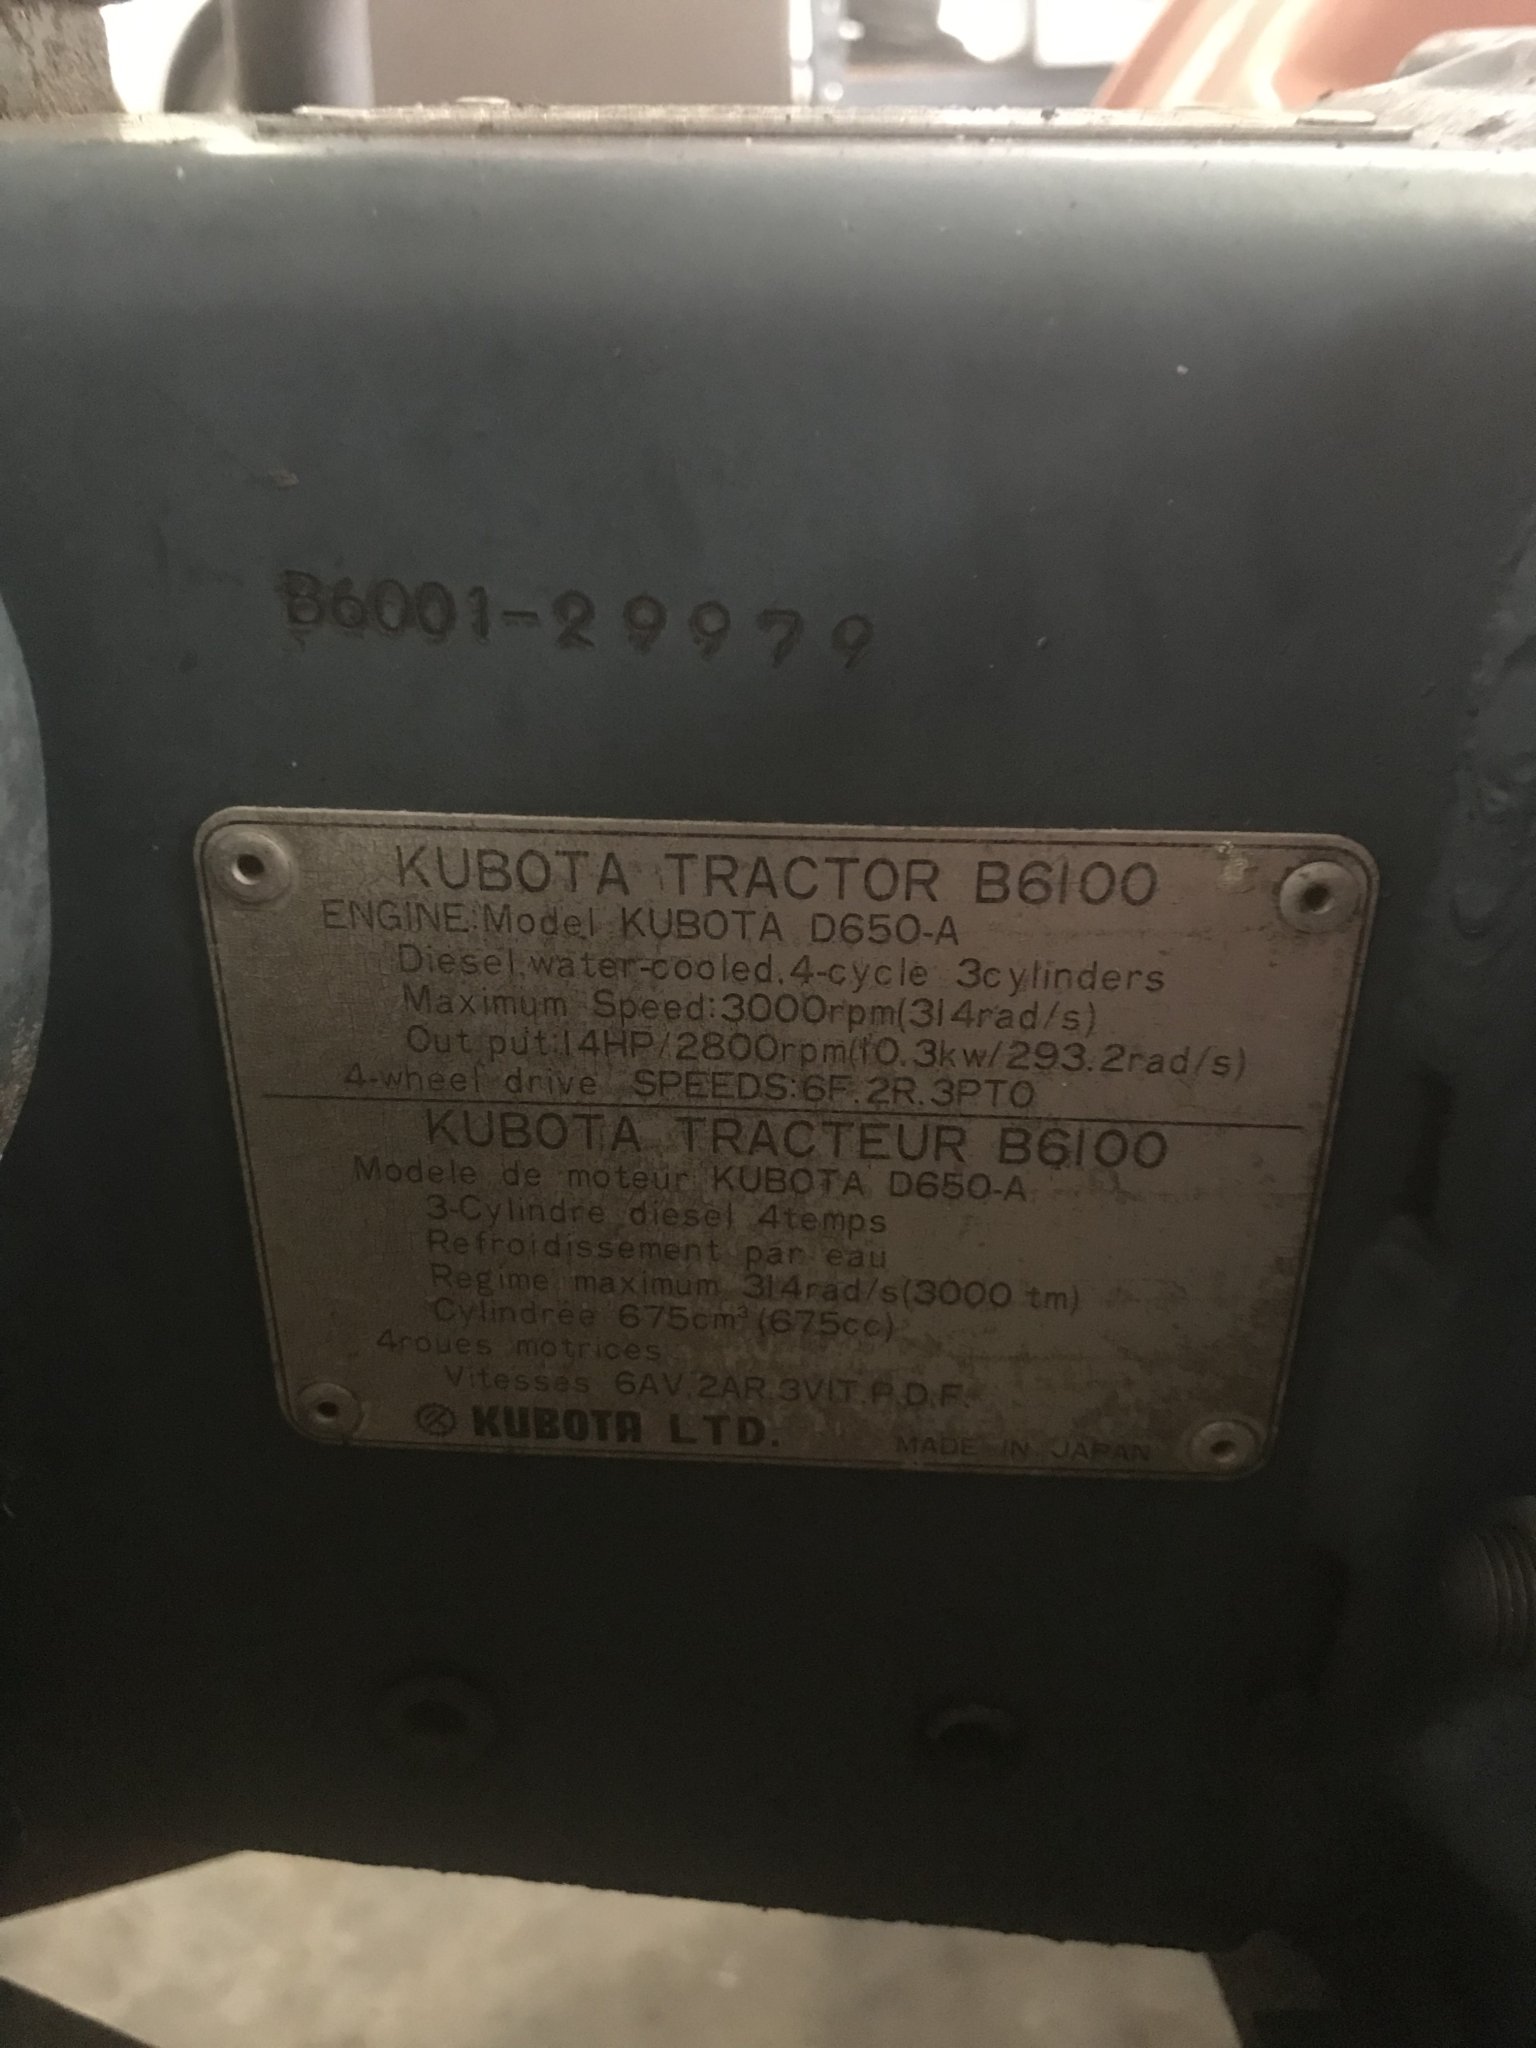 B6001-29979
KUBOTA TRACTOR B6100
ENGINE:Model KUBOTA D650-A
Diesel.water-cooled.4-cycle 3cylinders
Maximum Speed:3000rpm(314rad/s)
Out put:14HP/2800rpm(10.3kw/293.2rad/s)
4-wheel drive SPEEDS:6F.2R.3PTO
KUBOTA TRACTEUR B6100
Modele de moteur KUBOTA D650-A
3-Cylindre diesel 4temps
Refroidissement par eau
Regime maximum 314rad/s(3000 tm)
Cylindree 675cm³(675cc)
4roues motrices
Vitesses 6AV.2AR.3VIT.P.D.F.
KUBOTA LTD.
MADE IN JAPAN